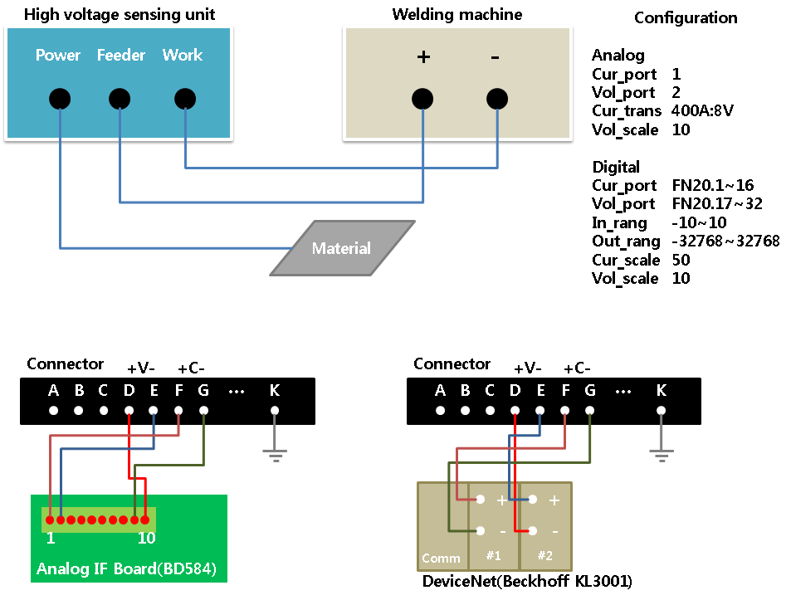 High voltage sensing unit
Power Feeder Work
Welding machine
+ -
Material
Configuration
Analog
Cur_port 1
Vol_port 2
Cur_trans 400A:8V
Vol_scale 10
Digital
Cur_port FN20.1~16
Vol_port FN20.17~32
In_rang -10~10
Out_rang -32768~32768
Cur_scale 50
Vol_scale 10
Connector +V- +C-
A B C D E F G ··· K
1 10
Analog IF Board(BD584)
Connector +V- +C-
A B C D E F G ··· K
+ +
- -
Comm #1 #2
DeviceNet(Beckhoff KL3001)